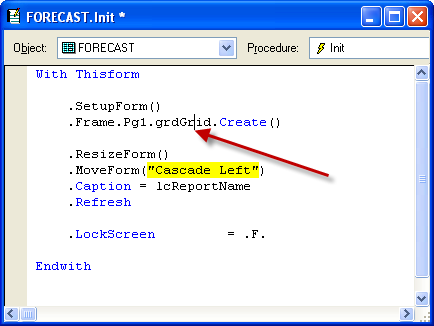 FORECAST.Init *
Object: FORECAST Procedure: Init
With Thisform
.SetupForm()
.Frame.Pg1.grdGrid.Create()
.ResizeForm()
.MoveForm("Cascade Left")
.Caption = lcReportName
.Refresh
.LockScreen = .F.
Endwith